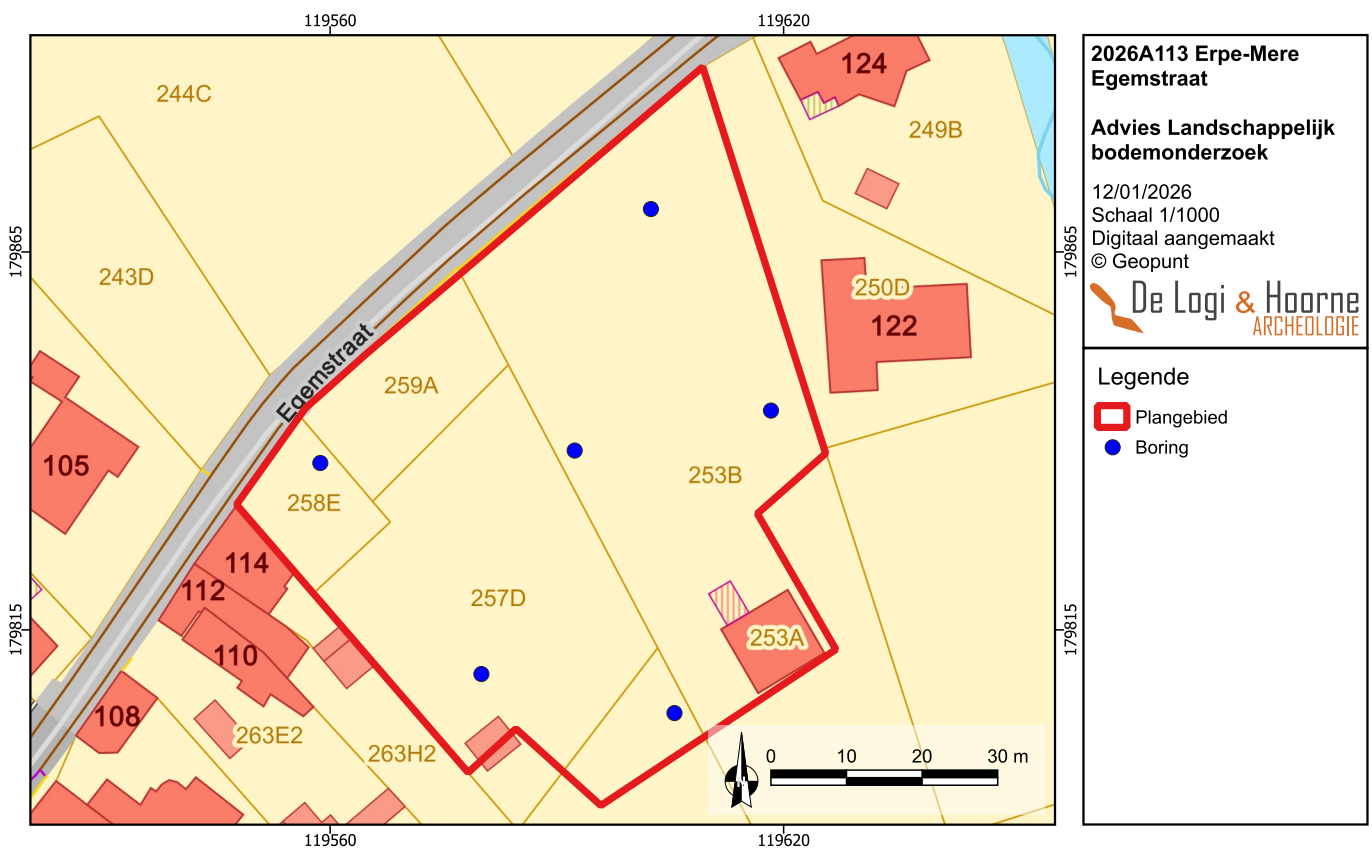 119560
119620
244C
124
249B
179865
179865
243D
250D
122
Egemstraat
259A
105
253B
258E
114
112
257D
179815
179815
253A
110
108
263E2
263H2
0 10 20 30 m
119560
119620
2026A113 Erpe-Mere
Egemstraat
Advies Landschappelijk
bodemonderzoek
12/01/2026
Schaal 1/1000
Digitaal aangemaakt
© Geopunt
De Logi & Hoorne
ARCHEOLOGIE
Legende
Plangebied
Boring